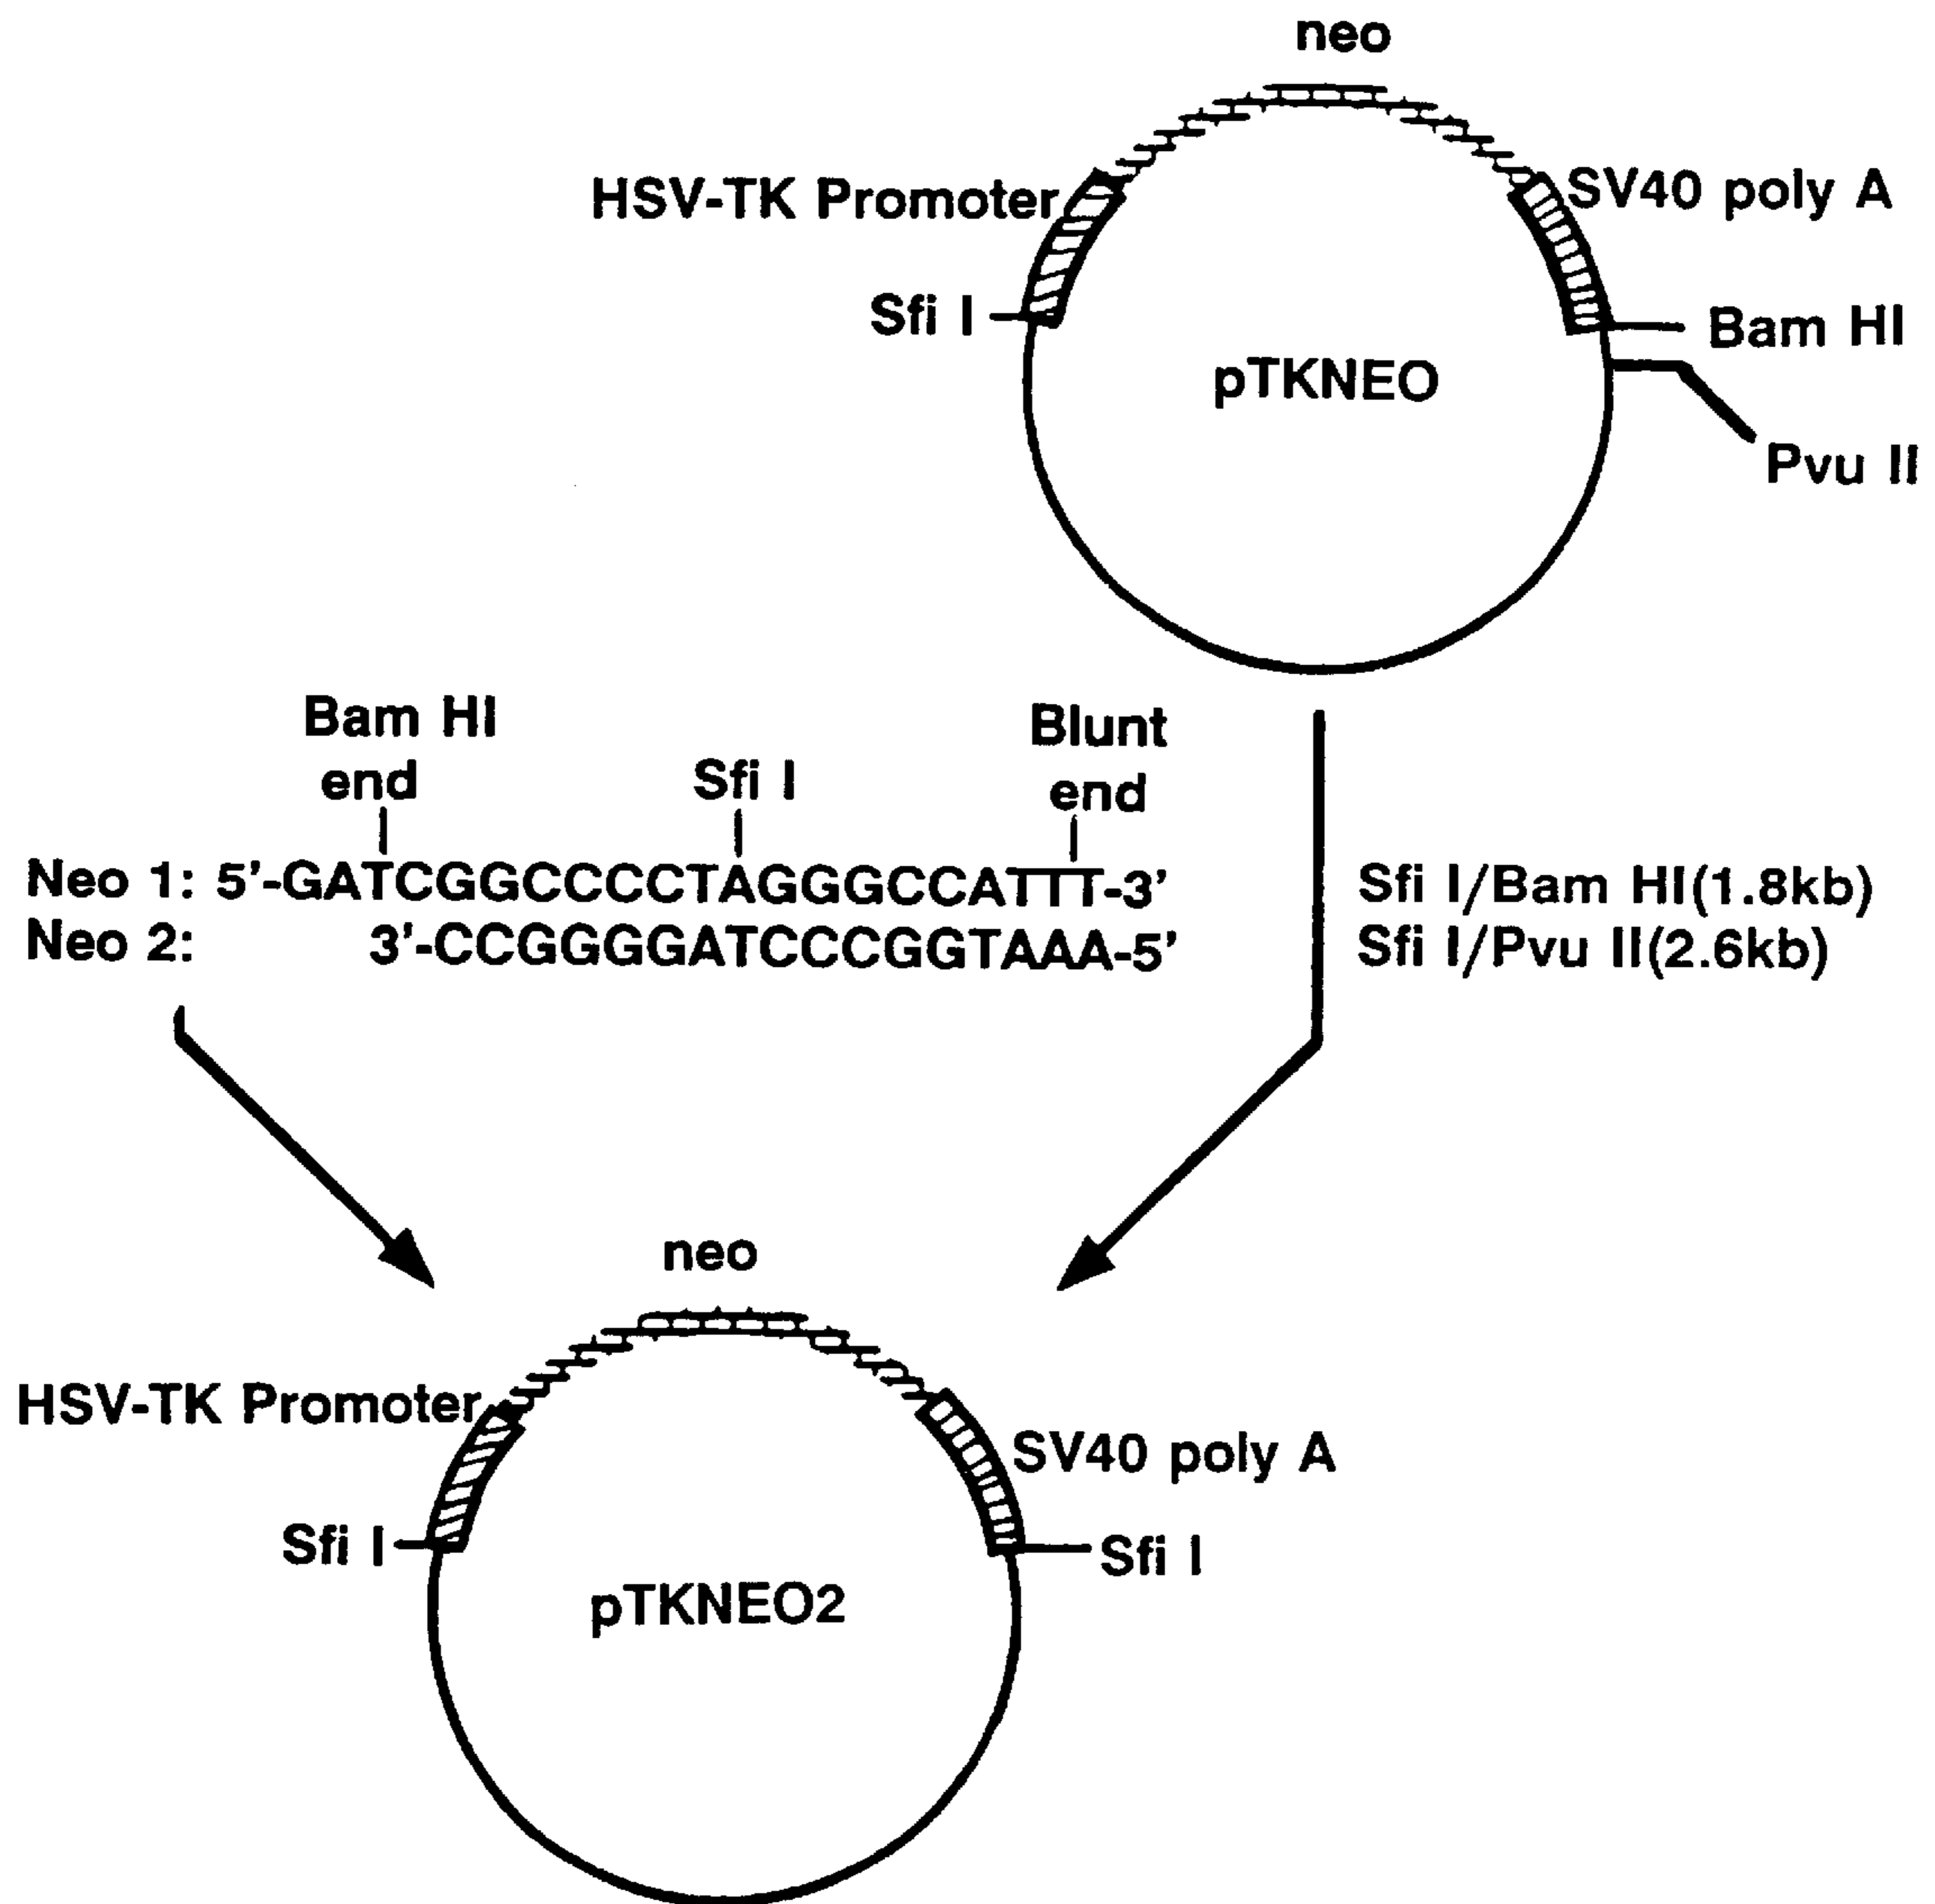 neo
HSV-TK Promoter
SV40 poly A
Sfi I
Bam HI
pTKNEO
Pvu II
Bam HI
end
Sfi I
Blunt
end
Neo 1: 5'-GATCGGCCCCTAGGGCCATTT-3'
Neo 2: 3'-CCGGGGATCCCGGTAAA-5'
Sfi I/Bam HI(1.8kb)
Sfi I/Pvu II(2.6kb)
neo
HSV-TK Promoter
SV40 poly A
Sfi I
Sfi I
pTKNEO2